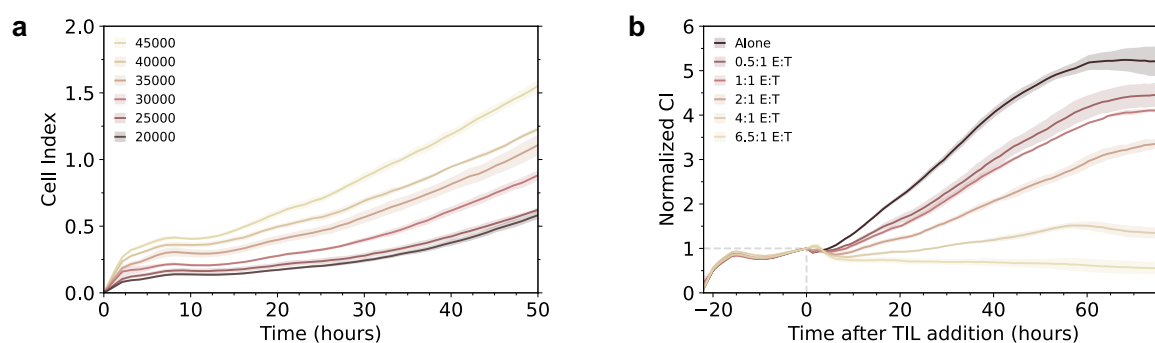 a
2.0
1.5
1.0
0.5
0.0
Cell Index
45000
40000
35000
30000
25000
20000
0
10
20
30
40
50
Time (hours)
b
6
5
4
3
2
1
0
Normalized CI
Alone
0.5:1 E:T
1:1 E:T
2:1 E:T
4:1 E:T
6.5:1 E:T
−20
0
20
40
60
Time after TIL addition (hours)